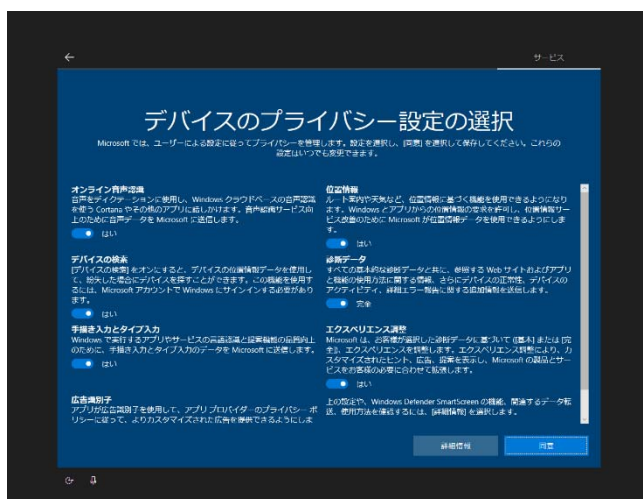 サービス
デバイスのプライバシー設定の選択
Microsoft では、ユーザーによる設定に従ってプライバシーを管理します。設定を選択し、[同意] を選択して保存してください。これらの
設定はいつでも変更できます。
オンライン音声認識
音声をディクテーションに使用し、Windows クラウドベースの音声認識
を使う Cortana やその他のアプリに話しかけます。音声認識サービス向
上のために音声データを Microsoft に送信します。
はい
デバイスの検索
[デバイスの検索] をオンにすると、デバイスの位置情報データを使用し
て、紛失した場合にデバイスを探すことができます。この機能を使用す
るには、Microsoft アカウントで Windows にサインインする必要があり
ます。
はい
手描き入力とタイプ入力
Windows で実行するアプリやサービスの言語認識と提案機能の品質向上
のために、手描き入力とタイプ入力のデータを Microsoft に送信します。
はい
広告識別子
アプリが広告識別子を使用して、アプリ プロバイダーのプライバシー ポ
リシーに従って、よりカスタマイズされた広告を提供できるようにしま
位置情報
ルート案内や天気など、位置情報に基づく機能を使用できるようになり
ます。Windows とアプリからの位置情報の要求を許可し、位置情報サー
ビス改善のために Microsoft が位置情報データを使用できるようにしま
す。
はい
診断データ
すべての基本的な診断データと共に、参照する Web サイトおよびアプリ
と機能の使用方法に関する情報、さらにデバイスの正常性、デバイスの
アクティビティ、詳細エラー報告に関する追加情報を送信します。
完全
エクスペリエンス調整
Microsoft は、お客様が選択した診断データに基づいて ([基本] または [完
全])、エクスペリエンスを調整します。エクスペリエンス調整により、カ
スタマイズされたヒント、広告、提案を表示し、Microsoft の製品とサー
ビスをお客様の必要に合わせて拡張します。
はい
上の設定や、Windows Defender SmartScreen の機能、関連するデータ転
送、使用方法を確認するには、[詳細情報] を選択します。
詳細情報
同意